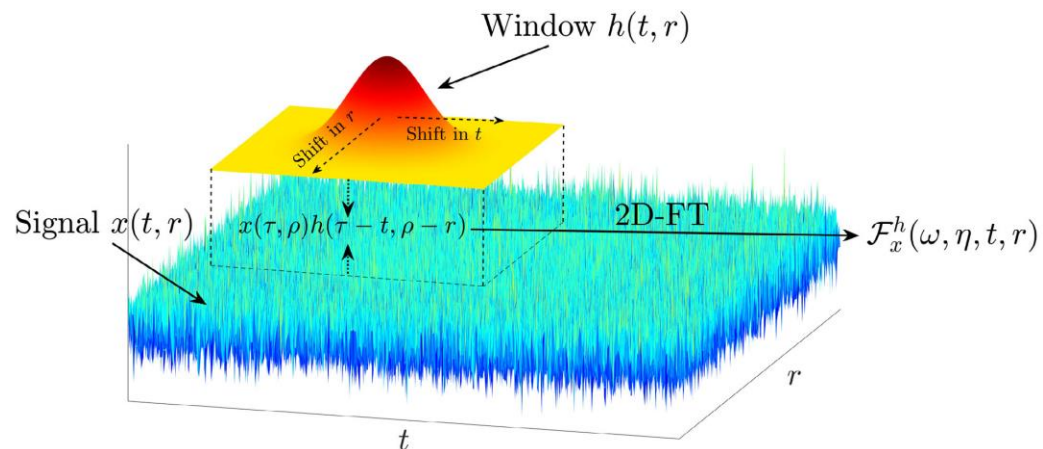 Window h(t, r)
Shift in r
Shift in t
Signal x(t, r)
x(τ, ρ)h(τ − t, ρ − r)
2D-FT
ℱₓʰ(ω, η, t, r)
r
t